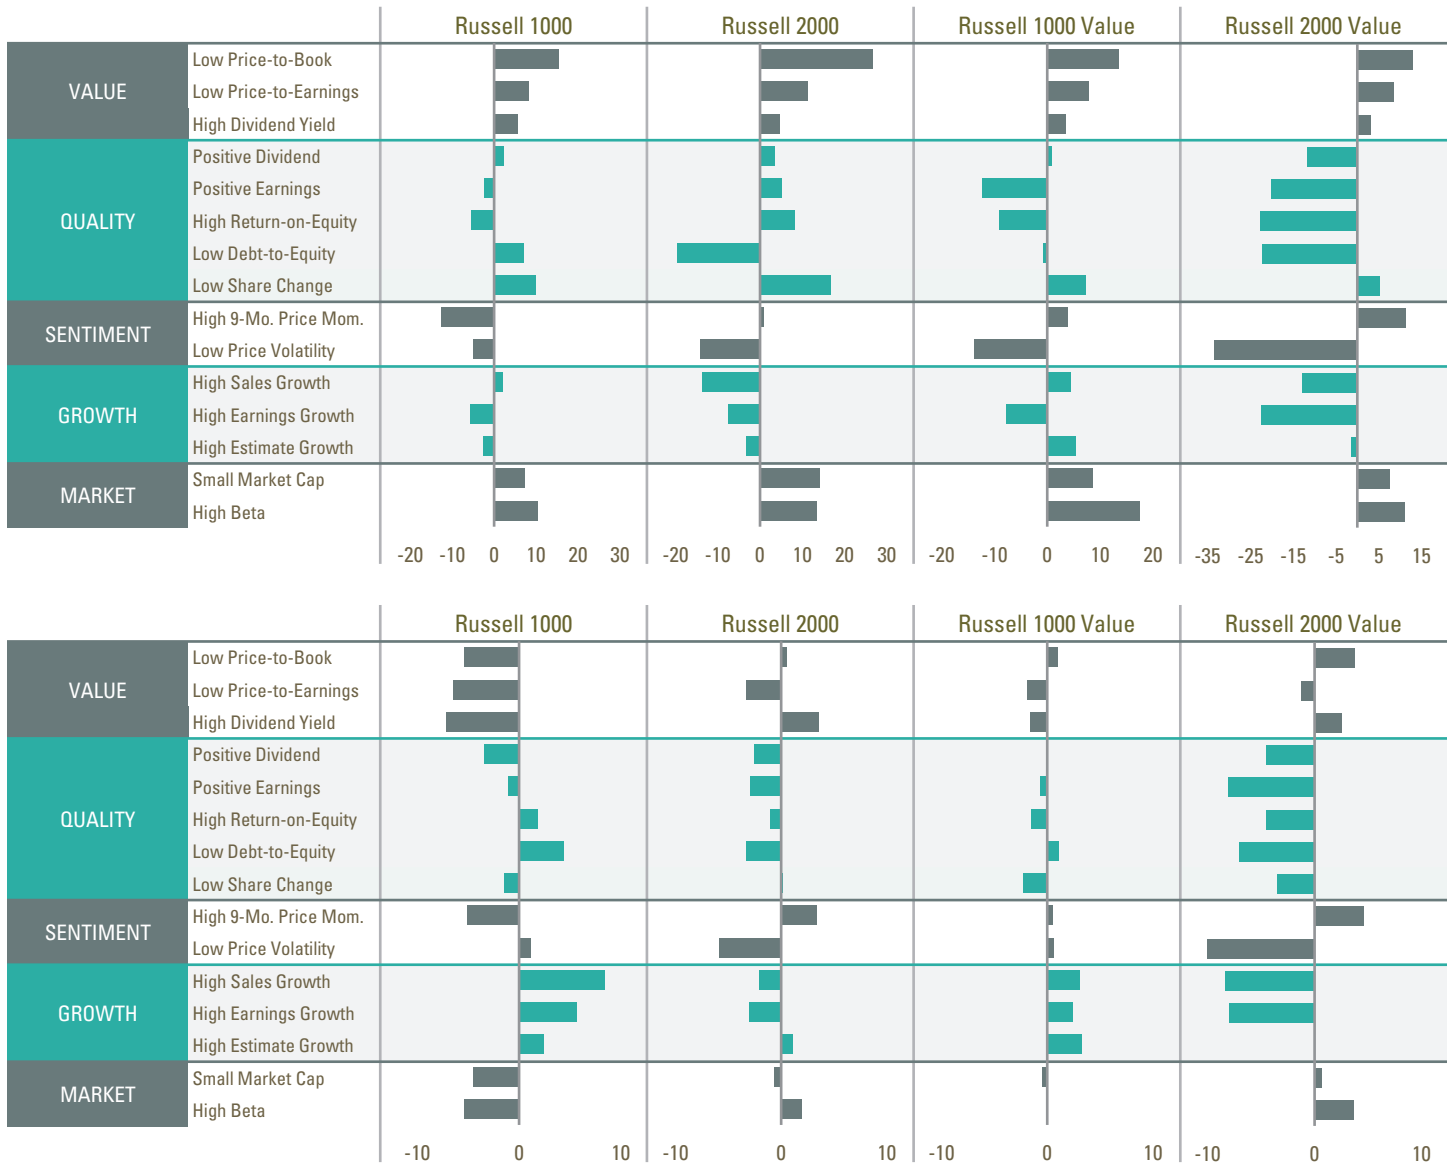 Russell 1000 Russell 2000 Russell 1000 Value Russell 2000 Value
VALUE
Low Price-to-Book
Low Price-to-Earnings
High Dividend Yield
QUALITY
Positive Dividend
Positive Earnings
High Return-on-Equity
Low Debt-to-Equity
Low Share Change
SENTIMENT
High 9-Mo. Price Mom.
Low Price Volatility
GROWTH
High Sales Growth
High Earnings Growth
High Estimate Growth
MARKET
Small Market Cap
High Beta
-20 -10 0 10 20 30 -20 -10 0 10 20 30 -20 -10 0 10 20 -35 -25 -15 -5 5 15
Russell 1000 Russell 2000 Russell 1000 Value Russell 2000 Value
VALUE
Low Price-to-Book
Low Price-to-Earnings
High Dividend Yield
QUALITY
Positive Dividend
Positive Earnings
High Return-on-Equity
Low Debt-to-Equity
Low Share Change
SENTIMENT
High 9-Mo. Price Mom.
Low Price Volatility
GROWTH
High Sales Growth
High Earnings Growth
High Estimate Growth
MARKET
Small Market Cap
High Beta
-10 0 10 -10 0 10 -10 0 10 -10 0 10